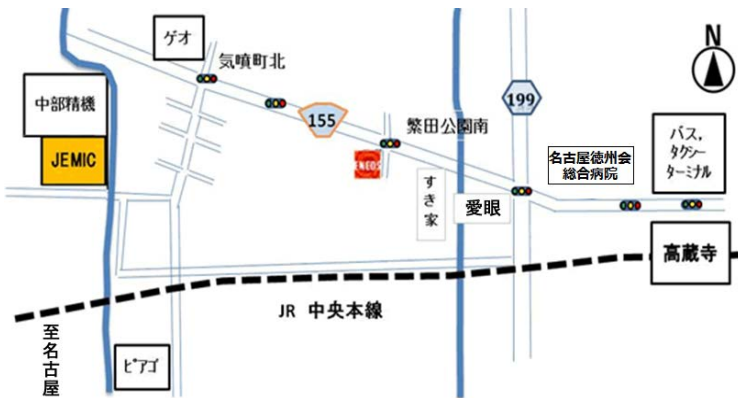 ゲオ
気噴町北
N
中部精機
JEMIC
155
199
繁田公園南
ENEOS
すき家
愛眼
名古屋徳州会
総合病院
バス,
タクシー
ターミナル
高蔵寺
JR 中央本線
至名古屋
ピアゴ